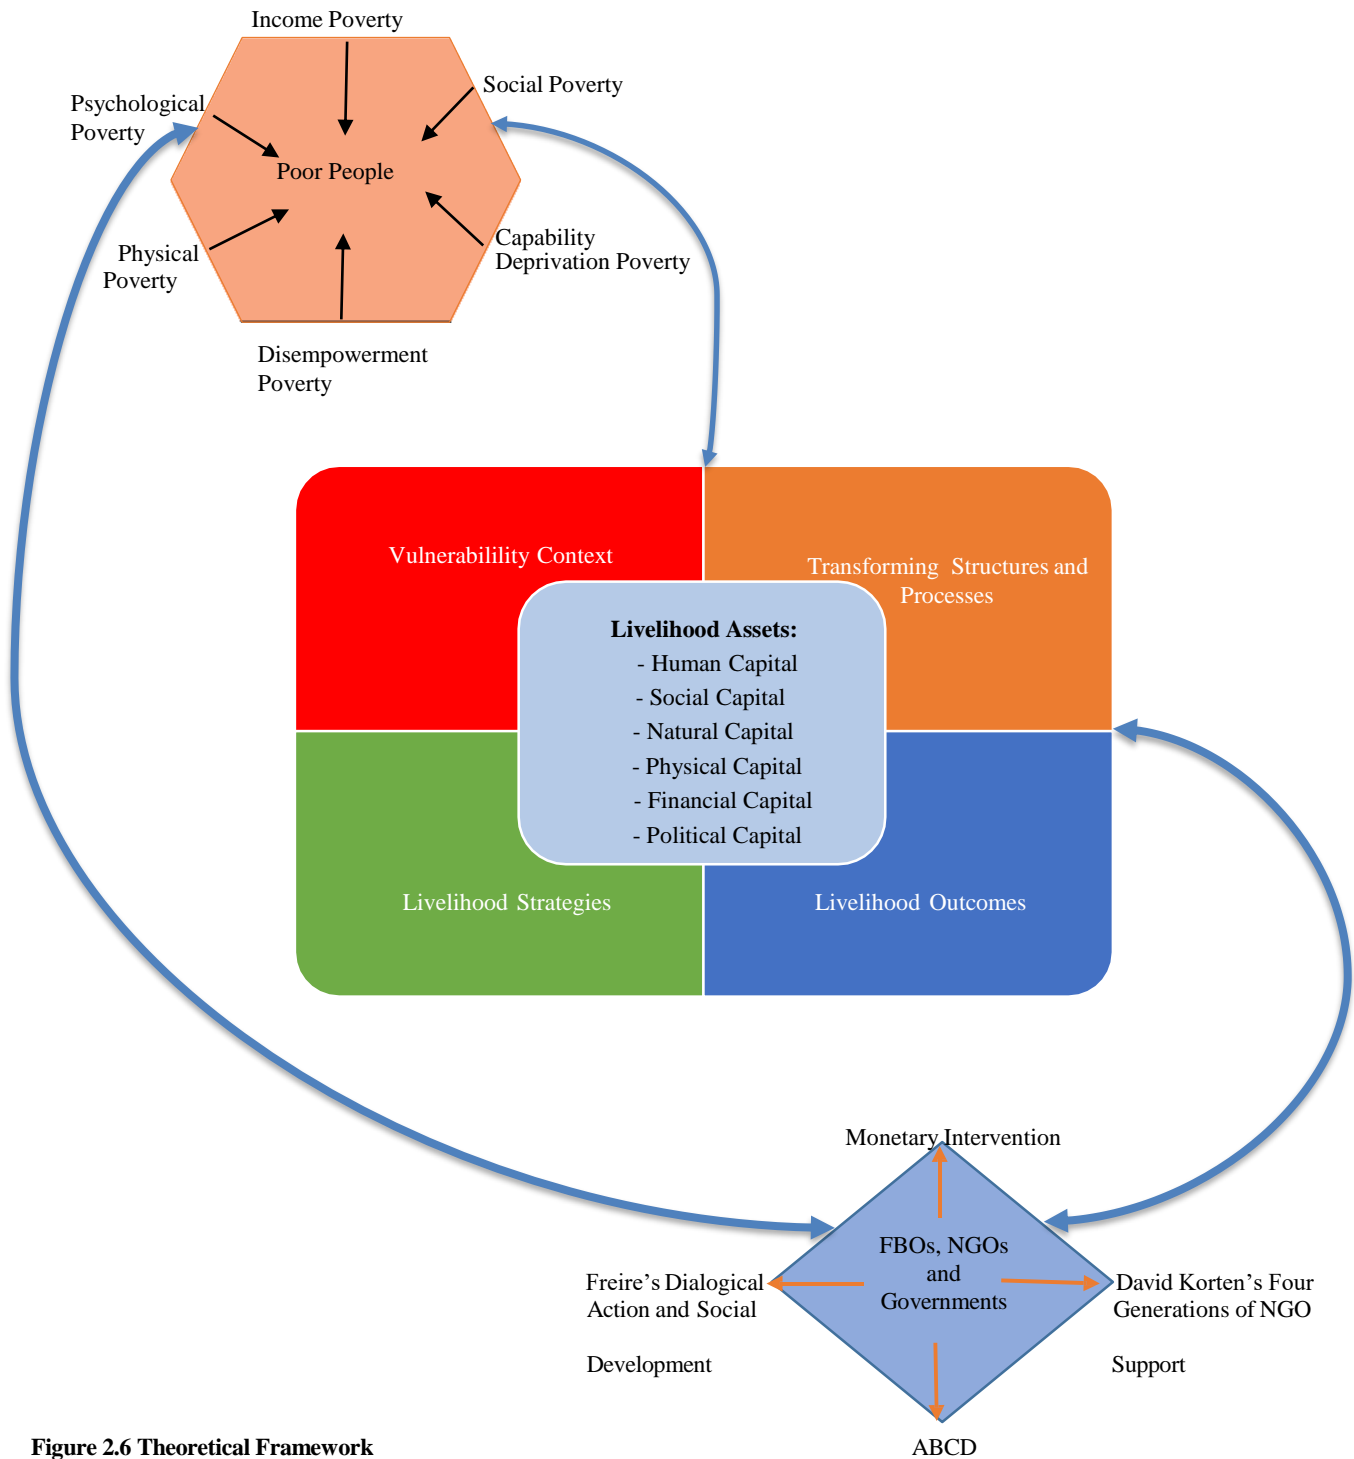 Income Poverty
Social Poverty
Psychological
Poverty
Poor People
Capability
Deprivation Poverty
Physical
Poverty
Disempowerment
Poverty
Vulnerabilility Context
Transforming Structures and
Processes
Livelihood Assets:
- Human Capital
- Social Capital
- Natural Capital
- Physical Capital
- Financial Capital
- Political Capital
Livelihood Strategies
Livelihood Outcomes
Monetary Intervention
FBOs, NGOs
and
Governments
Freire’s Dialogical
Action and Social
Development
David Korten’s Four
Generations of NGO
Support
ABCD
Figure 2.6 Theoretical Framework